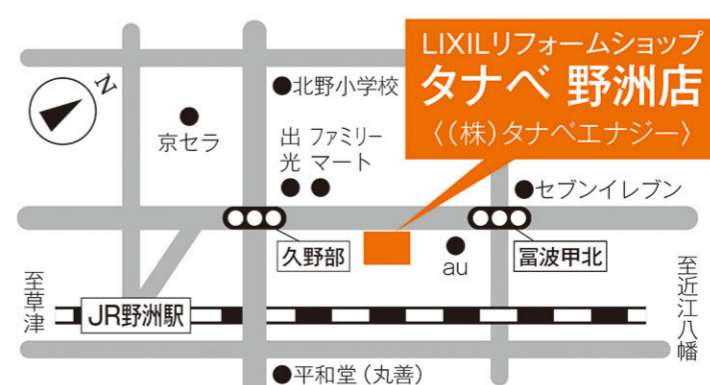 LIXILリフォームショップ
タナベ 野洲店
〈(株)タナベエナジー〉
N
●北野小学校
京セラ
出光
ファミリーマート
●セブンイレブン
久野部
au
冨波甲北
至草津
JR野洲駅
至近江八幡
●平和堂(丸善)